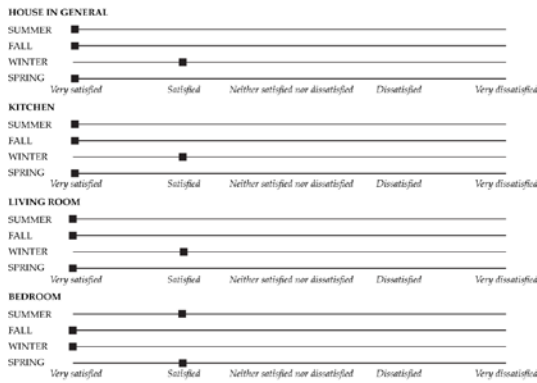 HOUSE IN GENERAL
SUMMER
FALL
WINTER
SPRING
Very satisfied Satisfied Neither satisfied nor dissatisfied Dissatisfied Very dissatisfied
KITCHEN
SUMMER
FALL
WINTER
SPRING
Very satisfied Satisfied Neither satisfied nor dissatisfied Dissatisfied Very dissatisfied
LIVING ROOM
SUMMER
FALL
WINTER
SPRING
Very satisfied Satisfied Neither satisfied nor dissatisfied Dissatisfied Very dissatisfied
BEDROOM
SUMMER
FALL
WINTER
SPRING
Very satisfied Satisfied Neither satisfied nor dissatisfied Dissatisfied Very dissatisfied